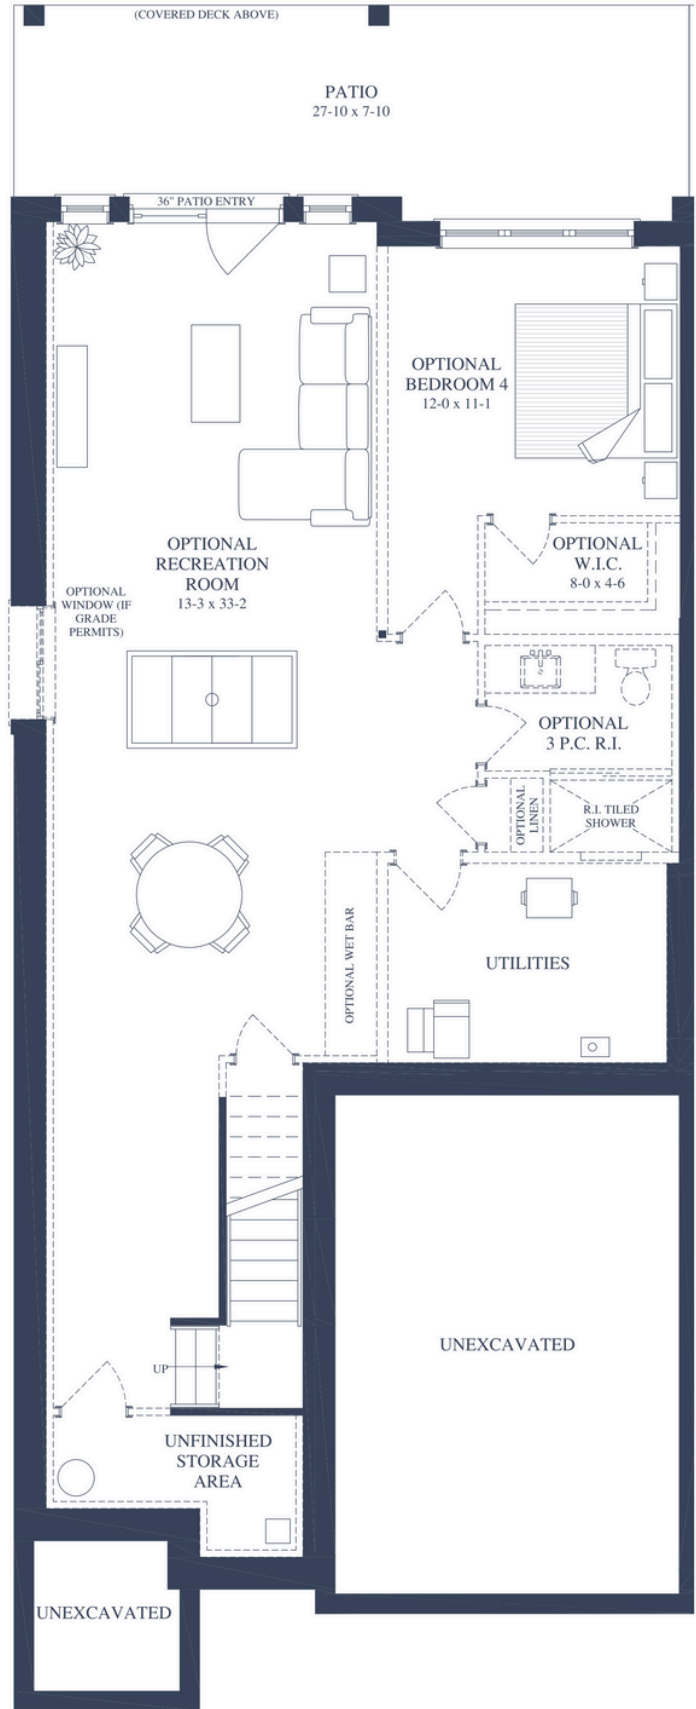 (COVERED DECK ABOVE)
PATIO
27-10 x 7-10
36" PATIO ENTRY
OPTIONAL
BEDROOM 4
12-0 x 11-1
OPTIONAL
RECREATION
ROOM
13-3 x 33-2
OPTIONAL
W.I.C.
8-0 x 4-6
OPTIONAL
WINDOW (IF
GRADE
PERMITS)
OPTIONAL
3 P.C. R.I.
OPTIONAL
LINEN
R.I. TILED
SHOWER
OPTIONAL WET BAR
UTILITIES
UP
UNEXCAVATED
UNFINISHED
STORAGE
AREA
UNEXCAVATED